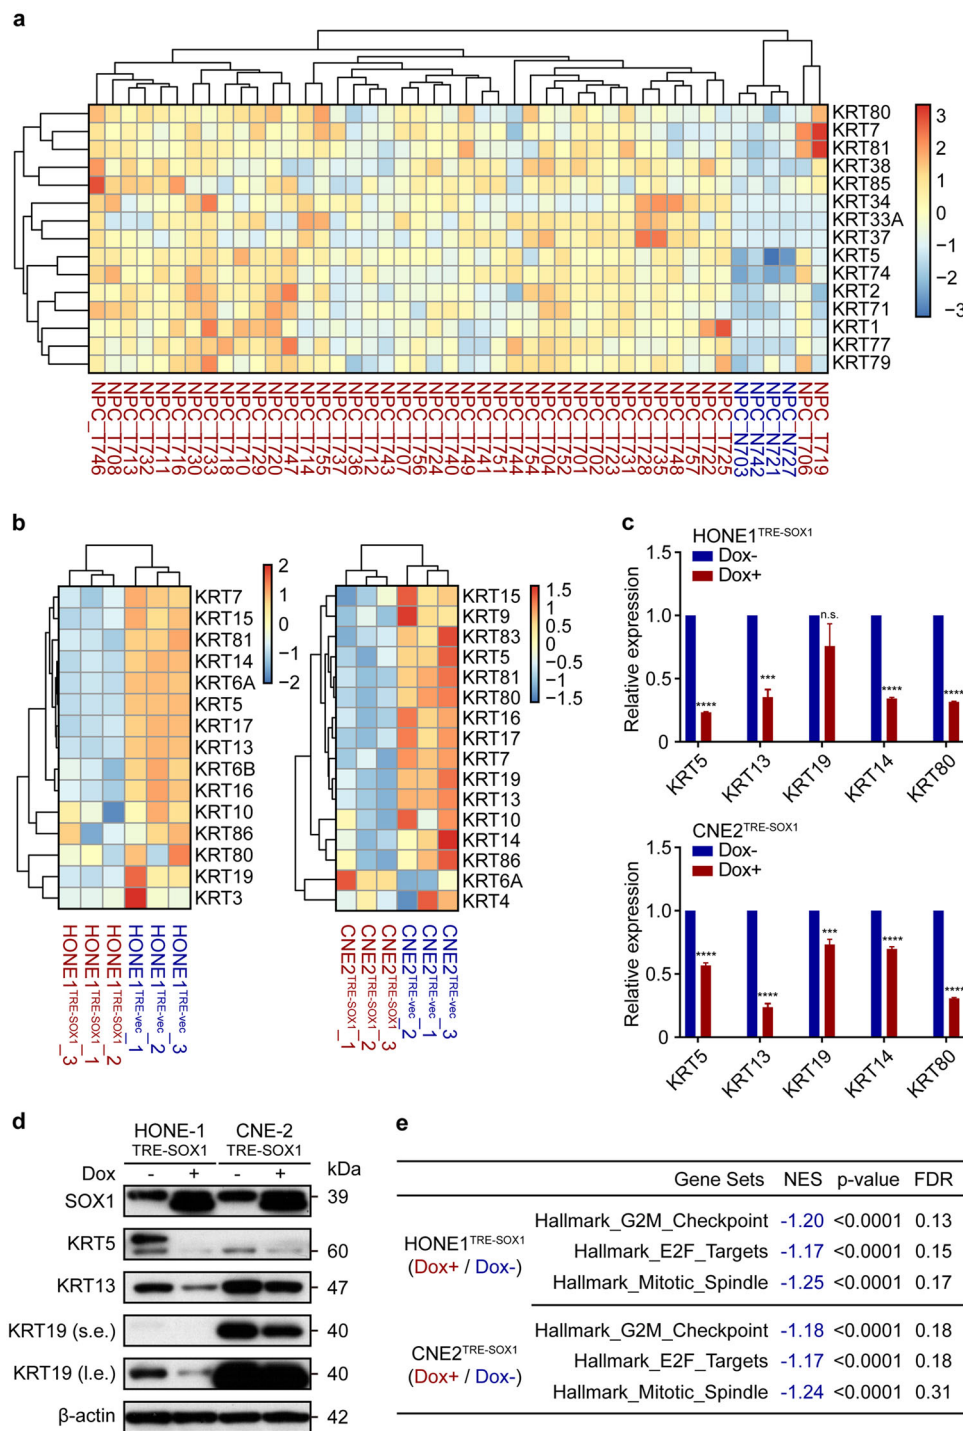 a
KRT80
KRT7
KRT81
KRT38
KRT85
KRT34
KRT33A
KRT37
KRT5
KRT74
KRT2
KRT71
KRT1
KRT77
KRT79
3
2
1
0
−1
−2
−3
NPC_T746
NPC_T708
NPC_T713
NPC_T732
NPC_T711
NPC_T716
NPC_T730
NPC_T733
NPC_T718
NPC_T710
NPC_T729
NPC_T720
NPC_T747
NPC_T714
NPC_T755
NPC_T737
NPC_T736
NPC_T712
NPC_T743
NPC_T707
NPC_T756
NPC_T724
NPC_T740
NPC_T749
NPC_T741
NPC_T751
NPC_T744
NPC_T754
NPC_T704
NPC_T752
NPC_T701
NPC_T702
NPC_T723
NPC_T731
NPC_T728
NPC_T735
NPC_T748
NPC_T757
NPC_T722
NPC_T725
NPC_N703
NPC_N742
NPC_N721
NPC_N727
NPC_T706
NPC_T719
b
KRT7
KRT15
KRT81
KRT14
KRT6A
KRT5
KRT17
KRT13
KRT6B
KRT16
KRT10
KRT86
KRT80
KRT19
KRT3
2
1
0
−1
−2
HONE1TRE-SOX1_3
HONE1TRE-SOX1_1
HONE1TRE-SOX1_2
HONE1TRE-vec_1
HONE1TRE-vec_2
HONE1TRE-vec_3
KRT15
KRT9
KRT83
KRT5
KRT81
KRT80
KRT16
KRT17
KRT7
KRT19
KRT13
KRT10
KRT14
KRT86
KRT6A
KRT4
1.5
1
0.5
0
−0.5
−1
−1.5
CNE2TRE-SOX1_1
CNE2TRE-SOX1_2
CNE2TRE-SOX1_3
CNE2TRE-vec_2
CNE2TRE-vec_1
CNE2TRE-vec_3
c
HONE1TRE-SOX1
Dox-
Dox+
Relative expression
1.5
1.0
0.5
0
****
***
n.s.
****
****
KRT5
KRT13
KRT19
KRT14
KRT80
CNE2TRE-SOX1
Dox-
Dox+
Relative expression
1.5
1.0
0.5
0
****
****
***
****
****
KRT5
KRT13
KRT19
KRT14
KRT80
d
HONE-1 CNE-2
TRE-SOX1 TRE-SOX1
Dox - + - + kDa
SOX1 39
KRT5 60
KRT13 47
KRT19 (s.e.) 40
KRT19 (l.e.) 40
β-actin 42
e
Gene Sets NES p-value FDR
HONE1TRE-SOX1
(Dox+ / Dox-)
Hallmark_G2M_Checkpoint -1.20 <0.0001 0.13
Hallmark_E2F_Targets -1.17 <0.0001 0.15
Hallmark_Mitotic_Spindle -1.25 <0.0001 0.17
CNE2TRE-SOX1
(Dox+ / Dox-)
Hallmark_G2M_Checkpoint -1.18 <0.0001 0.18
Hallmark_E2F_Targets -1.17 <0.0001 0.18
Hallmark_Mitotic_Spindle -1.24 <0.0001 0.31